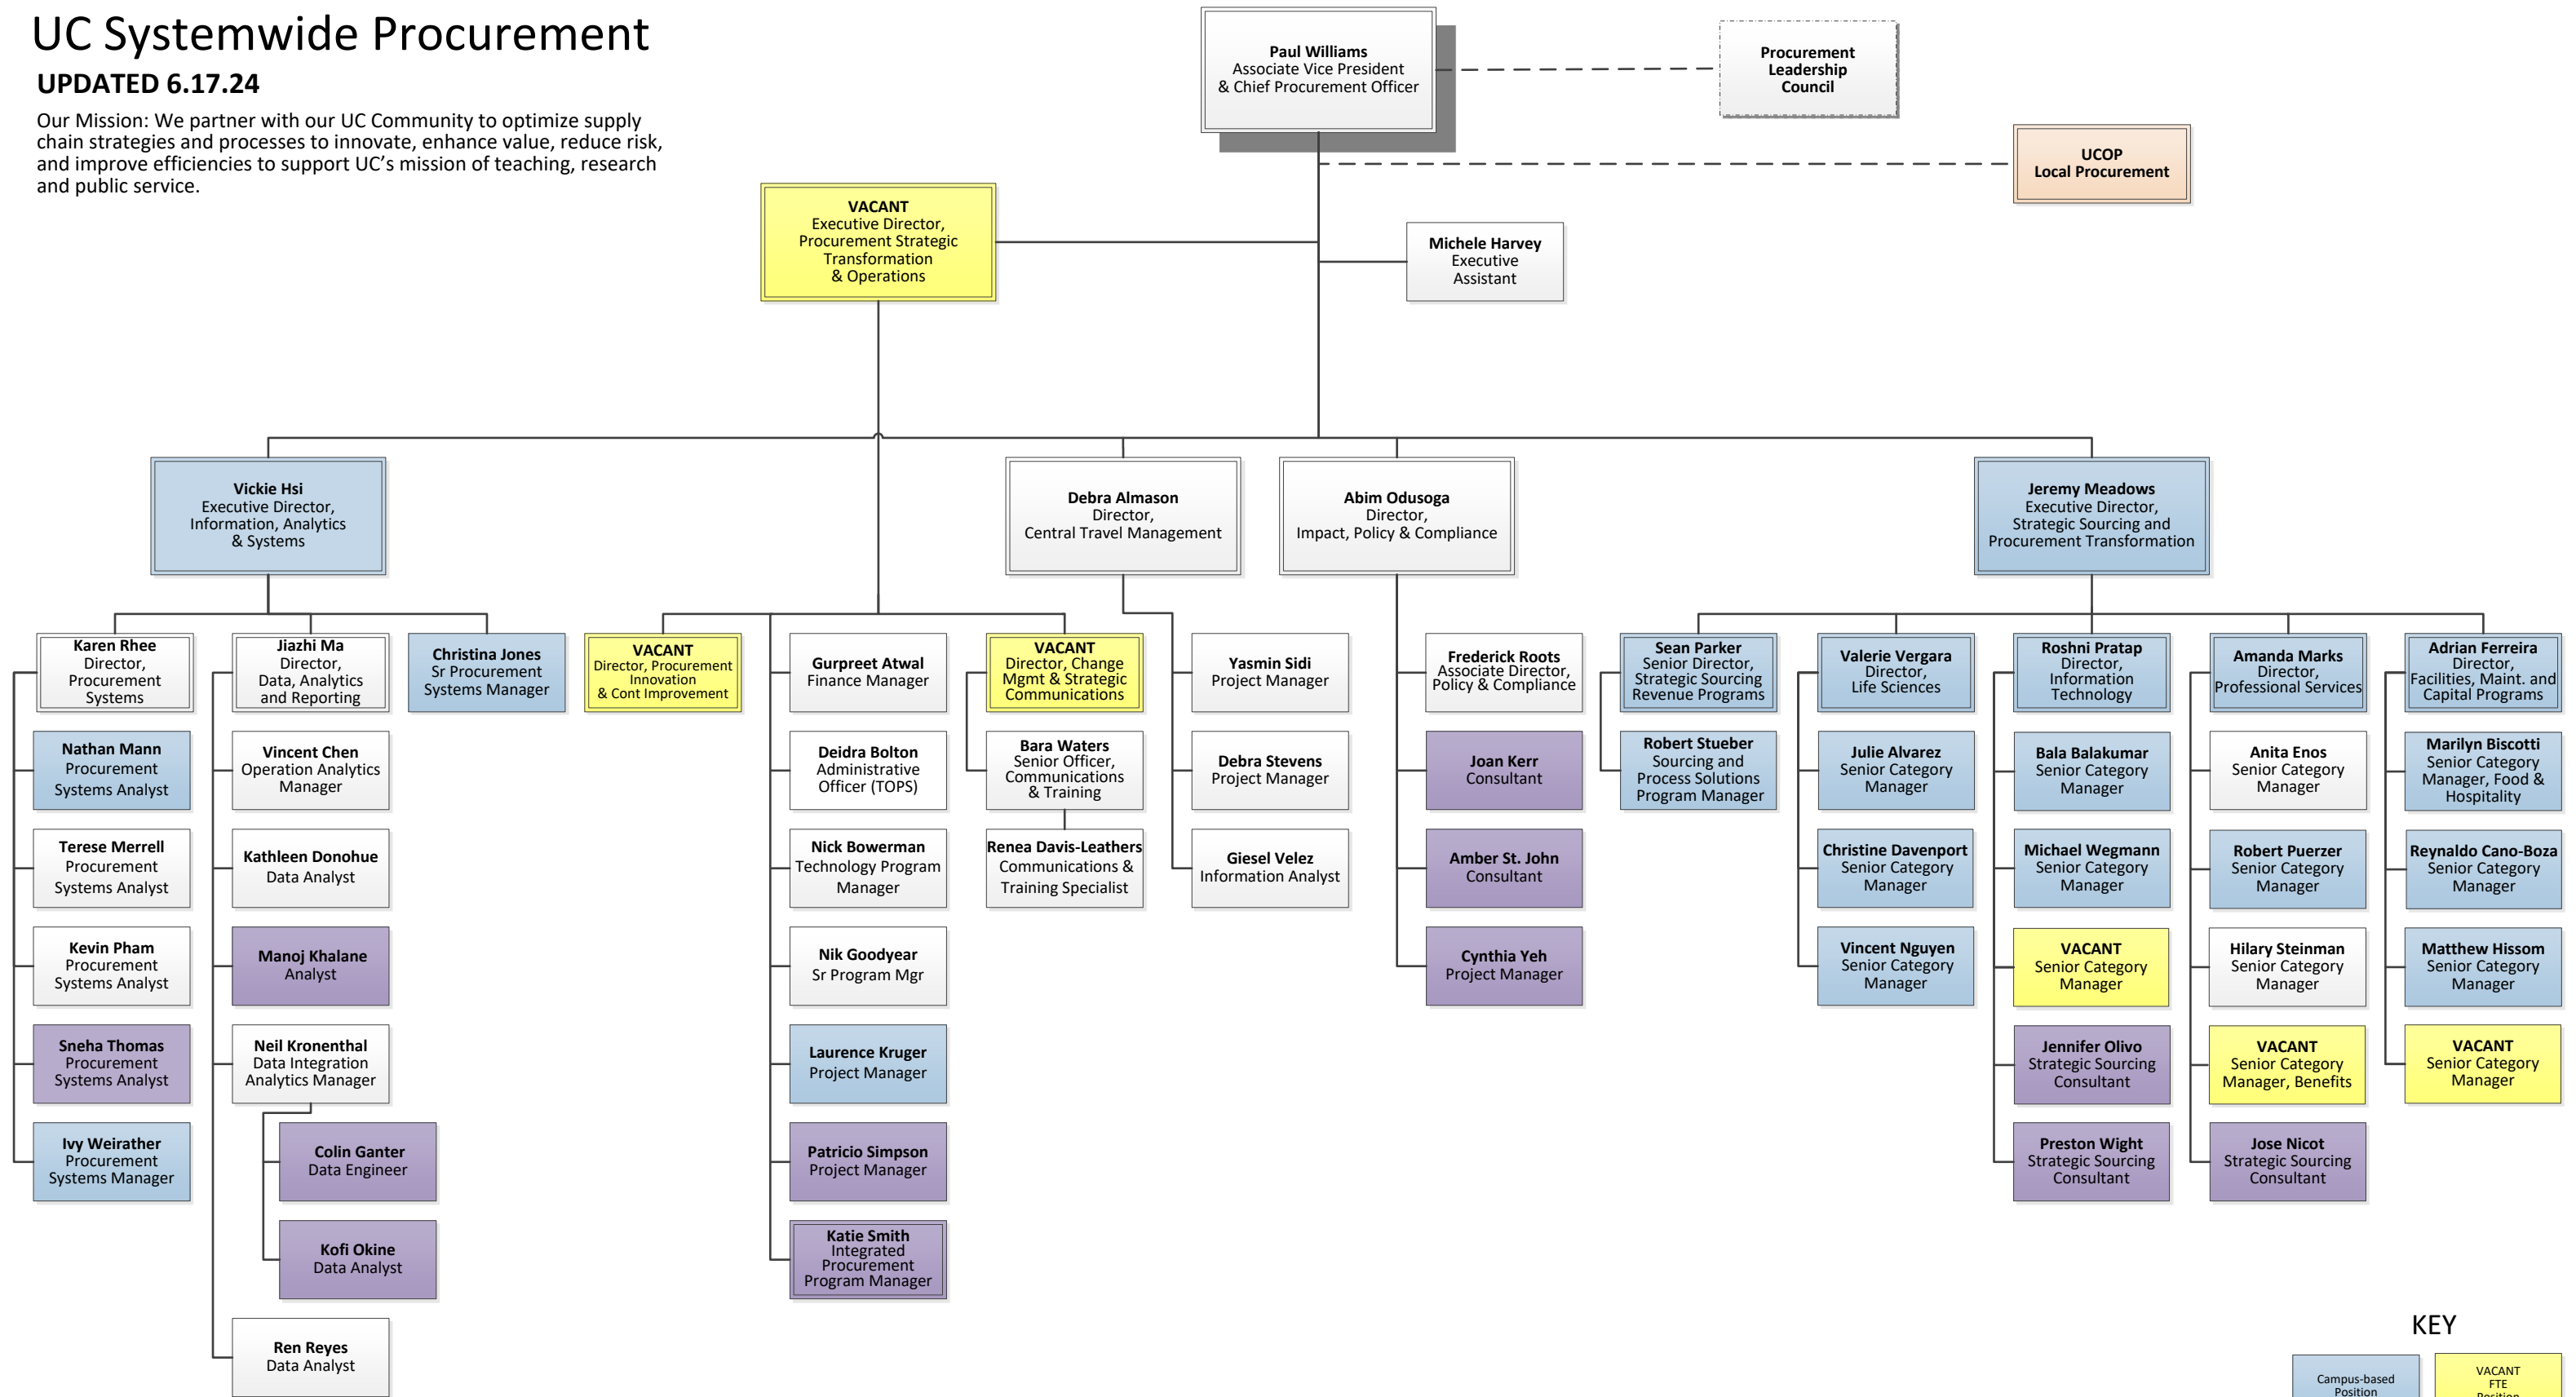 UC Systemwide Procurement
UPDATED 6.17.24
Our Mission: We partner with our UC Community to optimize supply
chain strategies and processes to innovate, enhance value, reduce risk,
and improve efficiencies to support UC's mission of teaching, research
and public service.
Paul Williams
Associate Vice President
& Chief Procurement Officer
Procurement
Leadership
Council
UCOP
Local Procurement
VACANT
Executive Director,
Procurement Strategic
Transformation
& Operations
Michele Harvey
Executive
Assistant
Vickie Hsi
Executive Director,
Information, Analytics
& Systems
Debra Almason
Director,
Central Travel Management
Abim Odusoga
Director,
Impact, Policy & Compliance
Jeremy Meadows
Executive Director,
Strategic Sourcing and
Procurement Transformation
Karen Rhee
Director,
Procurement
Systems
Nathan Mann
Procurement
Systems Analyst
Terese Merrell
Procurement
Systems Analyst
Kevin Pham
Procurement
Systems Analyst
Sneha Thomas
Procurement
Systems Analyst
Ivy Weirather
Procurement
Systems Manager
Jiazhi Ma
Director,
Data, Analytics
and Reporting
Vincent Chen
Operation Analytics
Manager
Kathleen Donohue
Data Analyst
Manoj Khalane
Analyst
Neil Kronenthal
Data Integration
Analytics Manager
Colin Ganter
Data Engineer
Kofi Okine
Data Analyst
Ren Reyes
Data Analyst
Christina Jones
Sr Procurement
Systems Manager
VACANT
Director, Procurement
Innovation
& Cont Improvement
Gurpreet Atwal
Finance Manager
Deidra Bolton
Administrative
Officer (TOPS)
Nick Bowerman
Technology Program
Manager
Nik Goodyear
Sr Program Mgr
Laurence Kruger
Project Manager
Patricio Simpson
Project Manager
Katie Smith
Integrated
Procurement
Program Manager
VACANT
Director, Change
Mgmt & Strategic
Communications
Bara Waters
Senior Officer,
Communications
& Training
Renea Davis-Leathers
Communications &
Training Specialist
Yasmin Sidi
Project Manager
Debra Stevens
Project Manager
Giesel Velez
Information Analyst
Frederick Roots
Associate Director,
Policy & Compliance
Joan Kerr
Consultant
Amber St. John
Consultant
Cynthia Yeh
Project Manager
Sean Parker
Senior Director,
Strategic Sourcing
Revenue Programs
Robert Stueber
Sourcing and
Process Solutions
Program Manager
Valerie Vergara
Director,
Life Sciences
Julie Alvarez
Senior Category
Manager
Christine Davenport
Senior Category
Manager
Vincent Nguyen
Senior Category
Manager
Roshni Pratap
Director,
Information
Technology
Bala Balakumar
Senior Category
Manager
Michael Wegmann
Senior Category
Manager
VACANT
Senior Category
Manager
Jennifer Olivo
Strategic Sourcing
Consultant
Preston Wight
Strategic Sourcing
Consultant
Amanda Marks
Director,
Professional Services
Anita Enos
Senior Category
Manager
Robert Puerzer
Senior Category
Manager
Hilary Steinman
Senior Category
Manager
VACANT
Senior Category
Manager, Benefits
Jose Nicot
Strategic Sourcing
Consultant
Adrian Ferreira
Director,
Facilities, Maint. and
Capital Programs
Marilyn Biscotti
Senior Category
Manager, Food &
Hospitality
Reynaldo Cano-Boza
Senior Category
Manager
Matthew Hissom
Senior Category
Manager
VACANT
Senior Category
Manager
KEY
Campus-based
Position
VACANT
FTE
Position